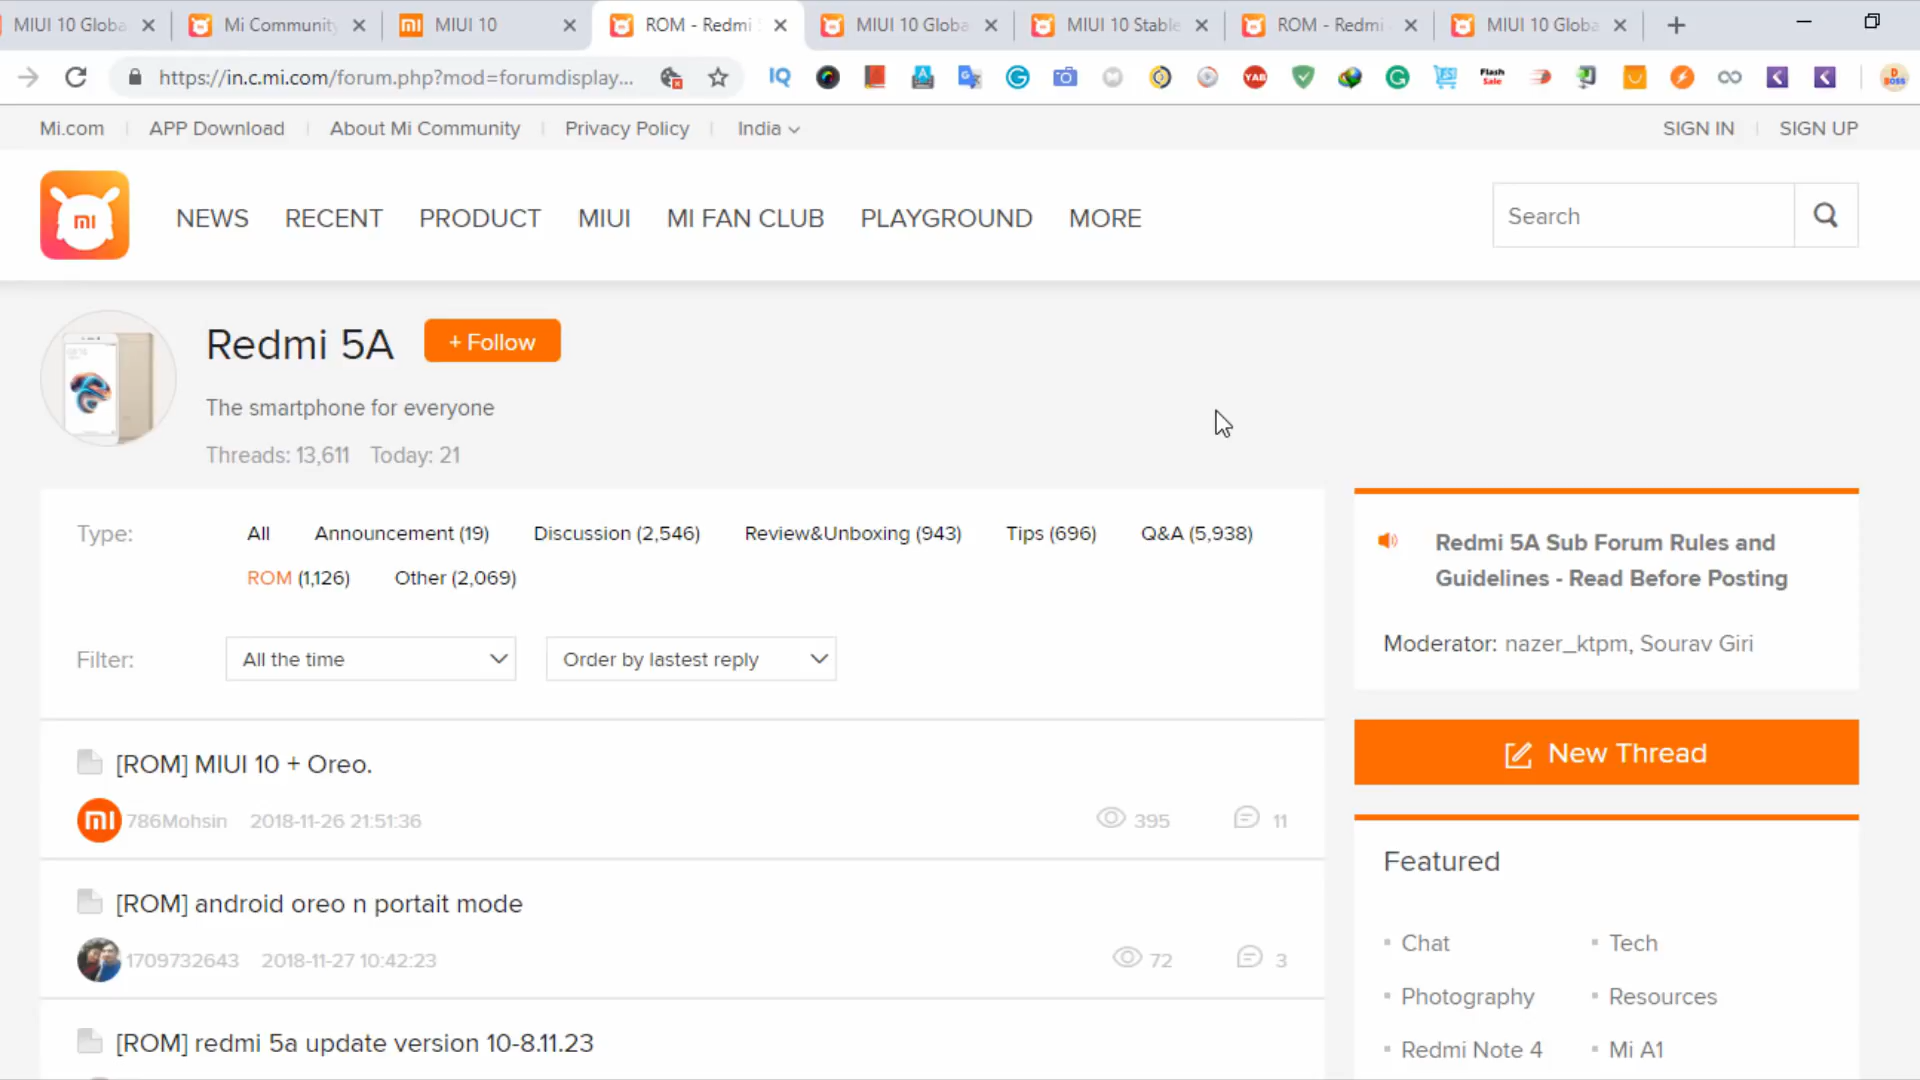 MIUI 10 Globa
Mi Community
MIUI 10
ROM - Redmi
MIUI 10 Globa
MIUI 10 Stable
ROM - Redmi
MIUI 10 Globa
https://in.c.mi.com/forum.php?mod=forumdisplay...
IQ
YAB
Flash Sale
D BOSS
Mi.com
APP Download
About Mi Community
Privacy Policy
India
SIGN IN
SIGN UP
mi
NEWS
RECENT
PRODUCT
MIUI
MI FAN CLUB
PLAYGROUND
MORE
Search
Redmi 5A
+ Follow
The smartphone for everyone
Threads: 13,611 Today: 21
Type:
All
Announcement (19)
Discussion (2,546)
Review&Unboxing (943)
Tips (696)
Q&A (5,938)
ROM (1,126)
Other (2,069)
Filter:
All the time
Order by lastest reply
[ROM] MIUI 10 + Oreo.
mi
786Mohsin 2018-11-26 21:51:36
395
11
[ROM] android oreo n portait mode
1709732643 2018-11-27 10:42:23
72
3
[ROM] redmi 5a update version 10-8.11.23
Redmi 5A Sub Forum Rules and
Guidelines - Read Before Posting
Moderator: nazer_ktpm, Sourav Giri
New Thread
Featured
Chat
Tech
Photography
Resources
Redmi Note 4
Mi A1